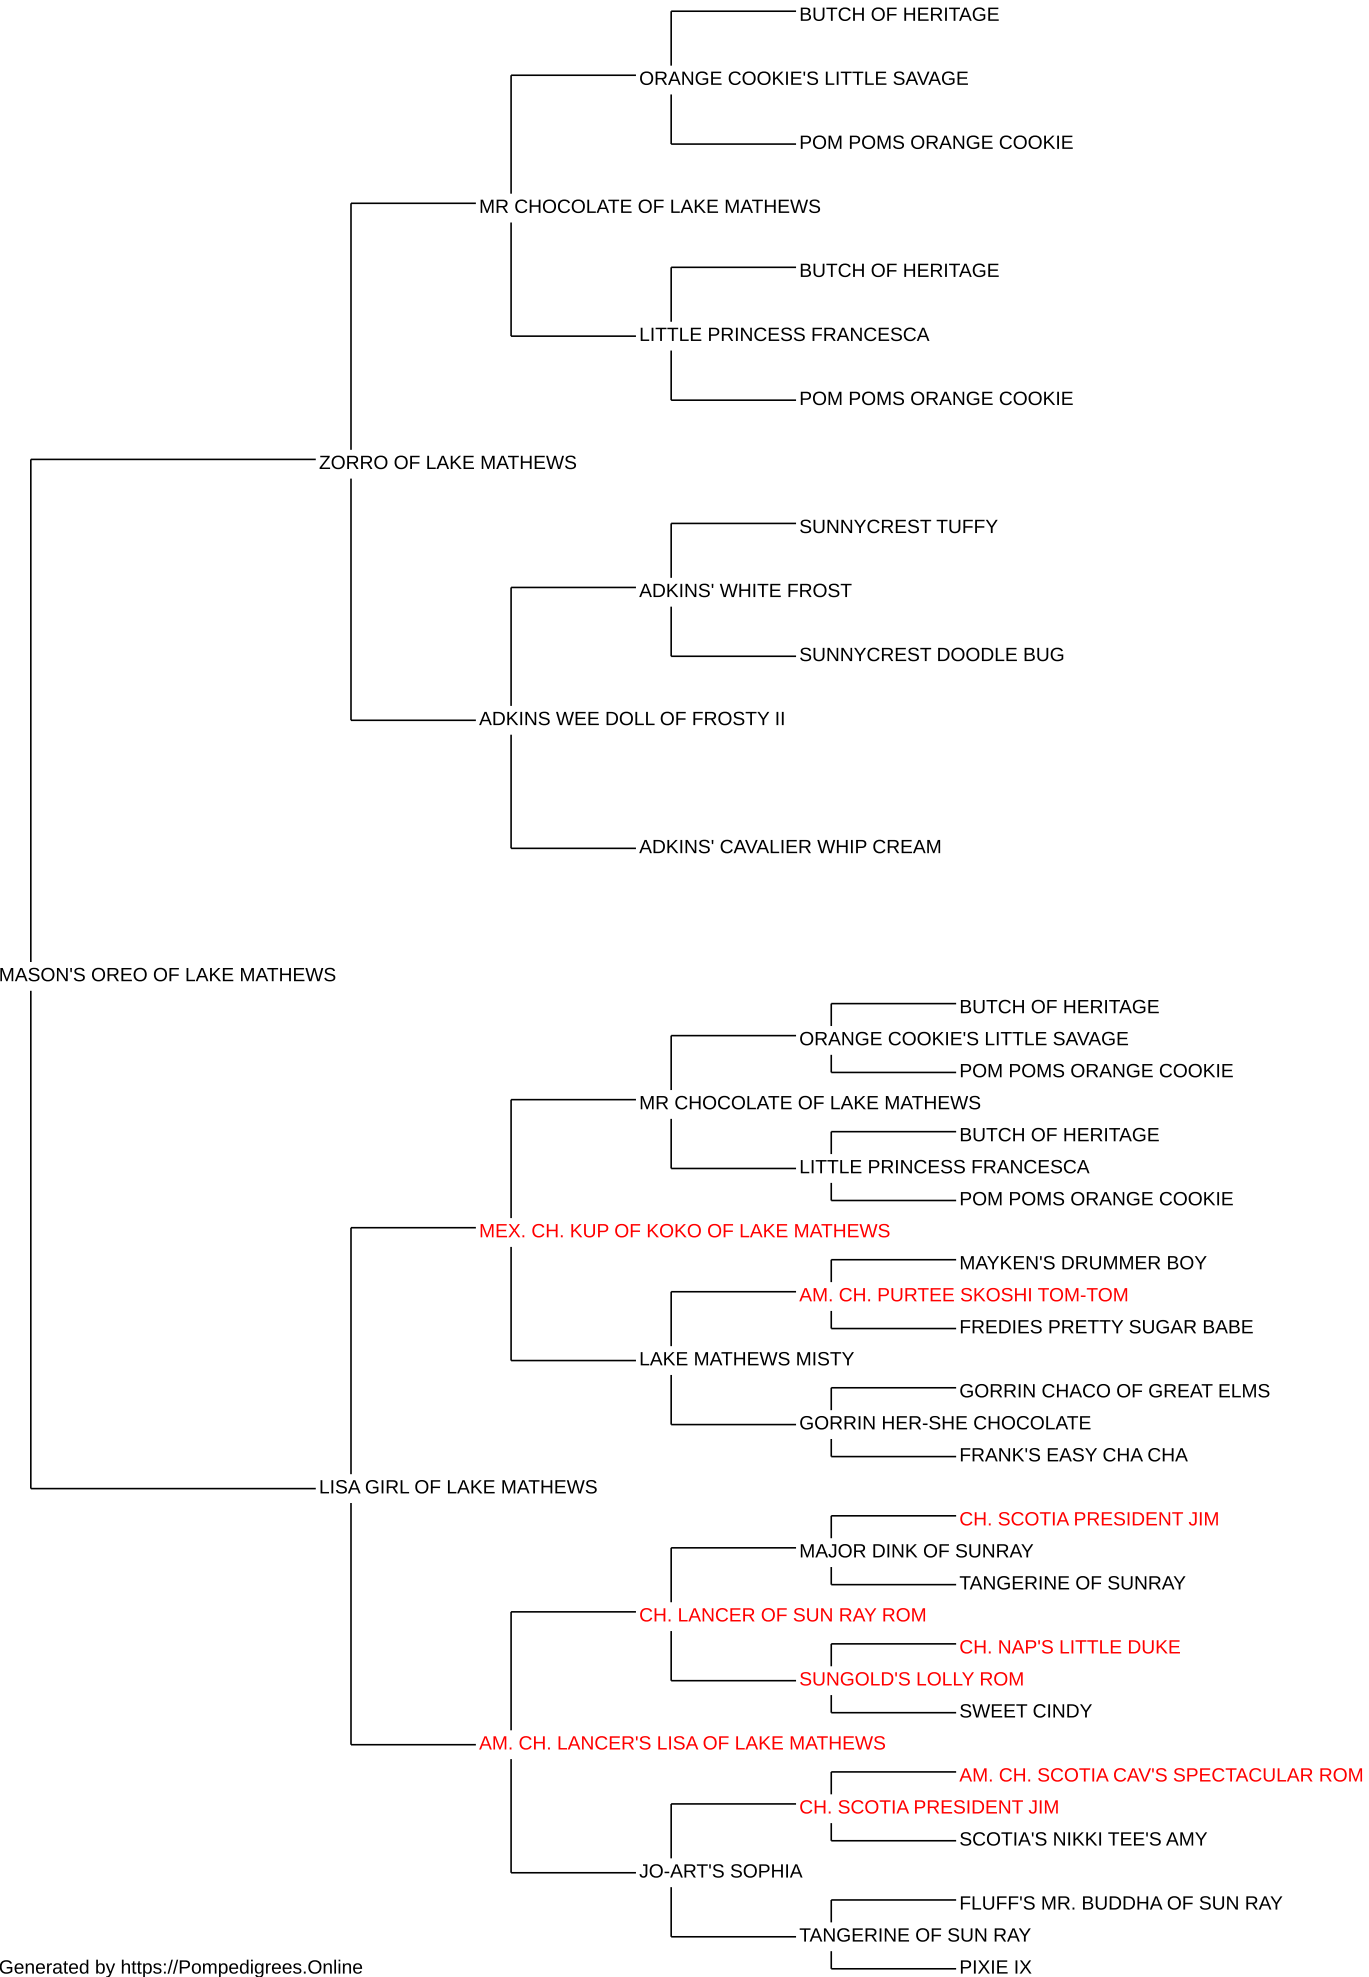 BUTCH OF HERITAGE
ORANGE COOKIE'S LITTLE SAVAGE
POM POMS ORANGE COOKIE
MR CHOCOLATE OF LAKE MATHEWS
BUTCH OF HERITAGE
LITTLE PRINCESS FRANCESCA
POM POMS ORANGE COOKIE
ZORRO OF LAKE MATHEWS
SUNNYCREST TUFFY
ADKINS' WHITE FROST
SUNNYCREST DOODLE BUG
ADKINS WEE DOLL OF FROSTY II
ADKINS' CAVALIER WHIP CREAM
MASON'S OREO OF LAKE MATHEWS
BUTCH OF HERITAGE
ORANGE COOKIE'S LITTLE SAVAGE
POM POMS ORANGE COOKIE
MR CHOCOLATE OF LAKE MATHEWS
BUTCH OF HERITAGE
LITTLE PRINCESS FRANCESCA
POM POMS ORANGE COOKIE
MEX. CH. KUP OF KOKO OF LAKE MATHEWS
MAYKEN'S DRUMMER BOY
AM. CH. PURTEE SKOSHI TOM-TOM
FREDIES PRETTY SUGAR BABE
LAKE MATHEWS MISTY
GORRIN CHACO OF GREAT ELMS
GORRIN HER-SHE CHOCOLATE
FRANK'S EASY CHA CHA
LISA GIRL OF LAKE MATHEWS
CH. SCOTIA PRESIDENT JIM
MAJOR DINK OF SUNRAY
TANGERINE OF SUNRAY
CH. LANCER OF SUN RAY ROM
CH. NAP'S LITTLE DUKE
SUNGOLD'S LOLLY ROM
SWEET CINDY
AM. CH. LANCER'S LISA OF LAKE MATHEWS
AM. CH. SCOTIA CAV'S SPECTACULAR ROM
CH. SCOTIA PRESIDENT JIM
SCOTIA'S NIKKI TEE'S AMY
JO-ART'S SOPHIA
FLUFF'S MR. BUDDHA OF SUN RAY
TANGERINE OF SUN RAY
PIXIE IX
Generated by https://Pompedigrees.Online